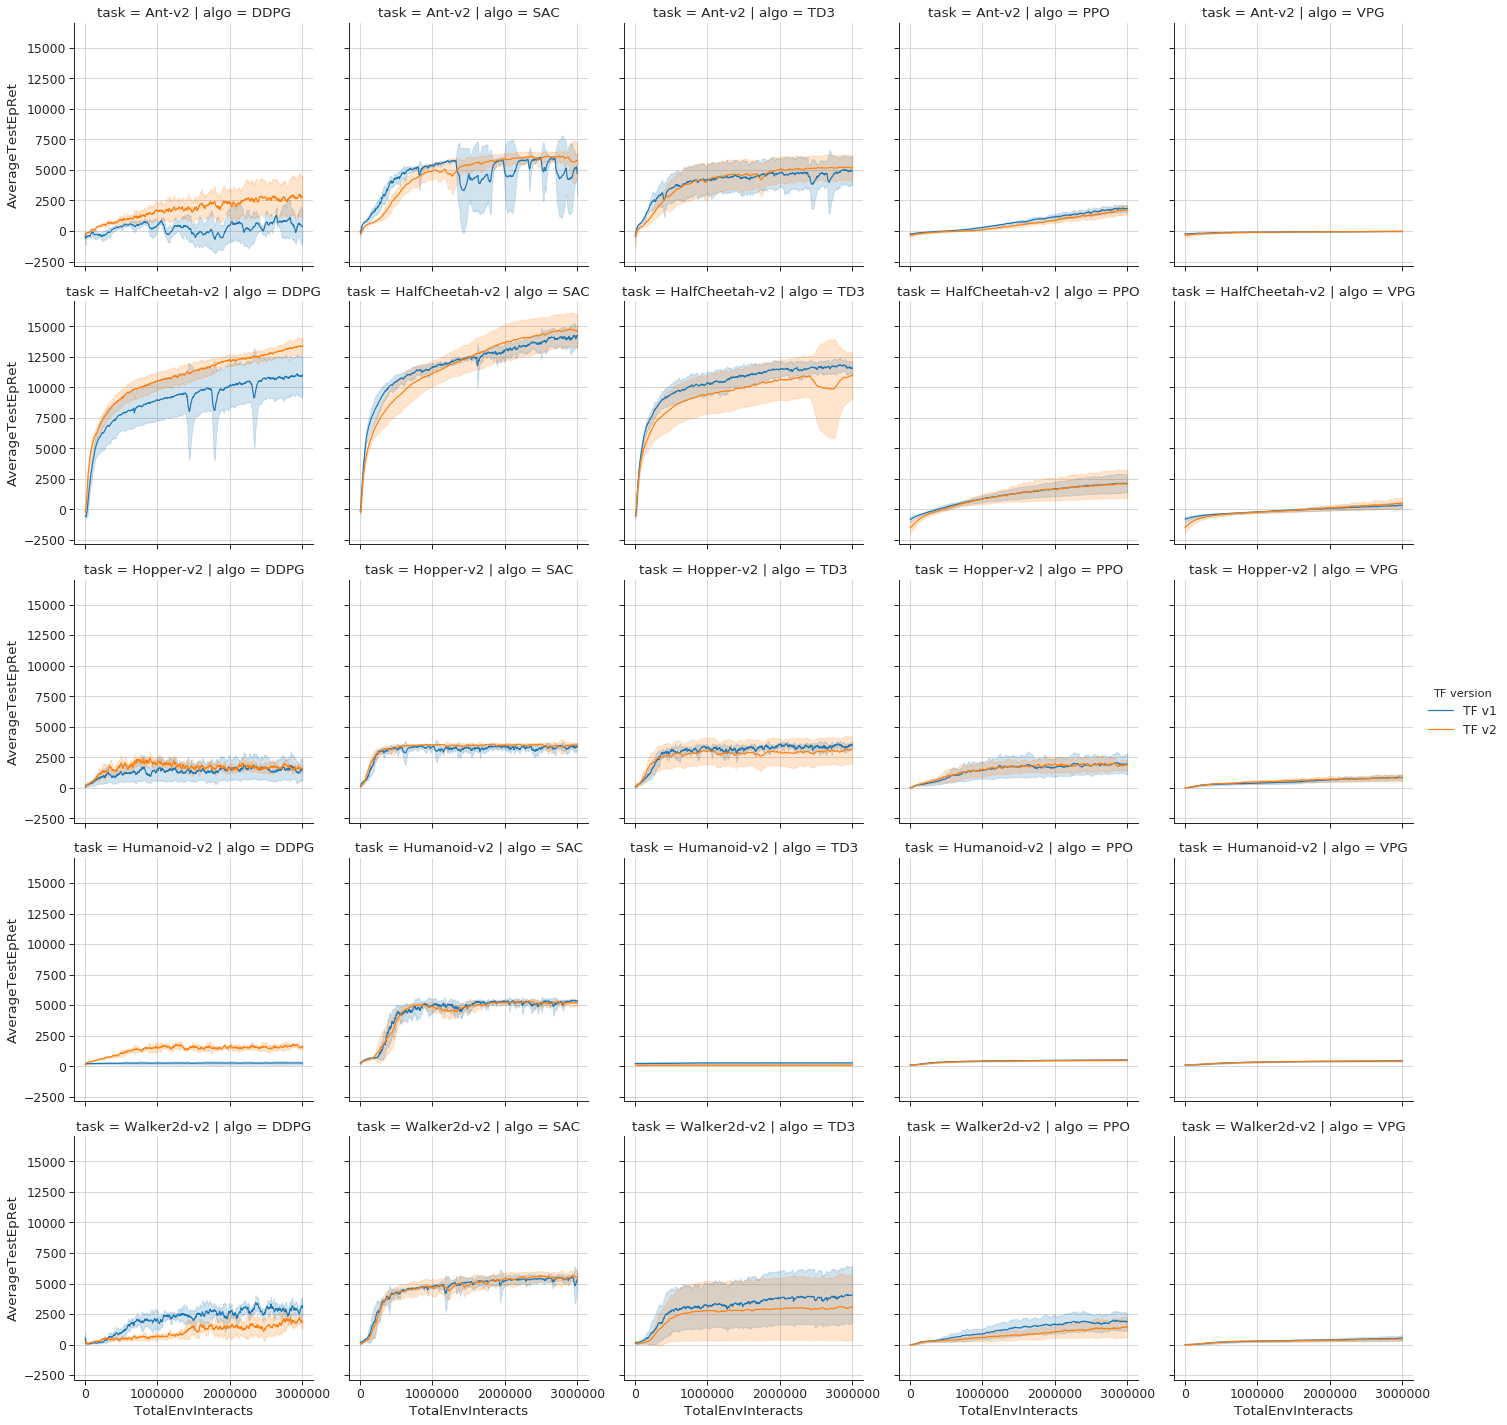 task = Ant-v2 | algo = DDPG
task = Ant-v2 | algo = SAC
task = Ant-v2 | algo = TD3
task = Ant-v2 | algo = PPO
task = Ant-v2 | algo = VPG
15000
12500
10000
7500
5000
2500
0
−2500
AverageTestEpRet
task = HalfCheetah-v2 | algo = DDPG
task = HalfCheetah-v2 | algo = SAC
task = HalfCheetah-v2 | algo = TD3
task = HalfCheetah-v2 | algo = PPO
task = HalfCheetah-v2 | algo = VPG
15000
12500
10000
7500
5000
2500
0
−2500
AverageTestEpRet
task = Hopper-v2 | algo = DDPG
task = Hopper-v2 | algo = SAC
task = Hopper-v2 | algo = TD3
task = Hopper-v2 | algo = PPO
task = Hopper-v2 | algo = VPG
15000
12500
10000
7500
5000
2500
0
−2500
AverageTestEpRet
TF version
TF v1
TF v2
task = Humanoid-v2 | algo = DDPG
task = Humanoid-v2 | algo = SAC
task = Humanoid-v2 | algo = TD3
task = Humanoid-v2 | algo = PPO
task = Humanoid-v2 | algo = VPG
15000
12500
10000
7500
5000
2500
0
−2500
AverageTestEpRet
task = Walker2d-v2 | algo = DDPG
task = Walker2d-v2 | algo = SAC
task = Walker2d-v2 | algo = TD3
task = Walker2d-v2 | algo = PPO
task = Walker2d-v2 | algo = VPG
15000
12500
10000
7500
5000
2500
0
−2500
AverageTestEpRet
0 1000000 2000000 3000000
0 1000000 2000000 3000000
0 1000000 2000000 3000000
0 1000000 2000000 3000000
0 1000000 2000000 3000000
TotalEnvInteracts
TotalEnvInteracts
TotalEnvInteracts
TotalEnvInteracts
TotalEnvInteracts